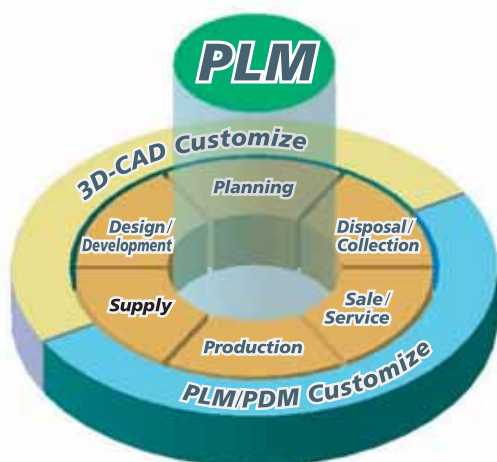 PLM
3D-CAD Customize
Planning
Design/
Development
Disposal/
Collection
Supply
Sale/
Service
Production
PLM/PDM Customize